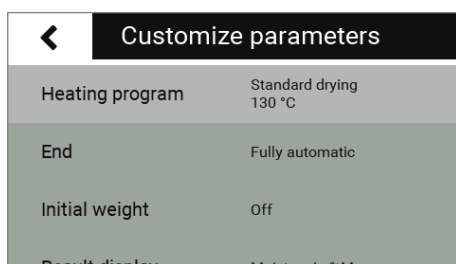 Customize parameters
Heating program
Standard drying
130 °C
End
Fully automatic
Initial weight
Off